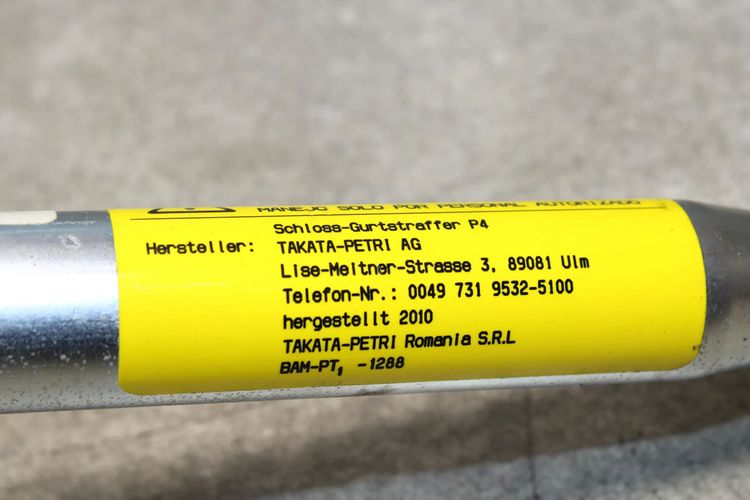 MANEJO SOLO POR PERSONAL AUTORIZADO
Schloss-Gurtstraffer P4
Hersteller: TAKATA-PETRI AG
Lise-Meitner-Strasse 3, 89081 Ulm
Telefon-Nr.: 0049 731 9532-5100
hergestellt 2010
TAKATA-PETRI Romania S.R.L
BAM-PT, -1288